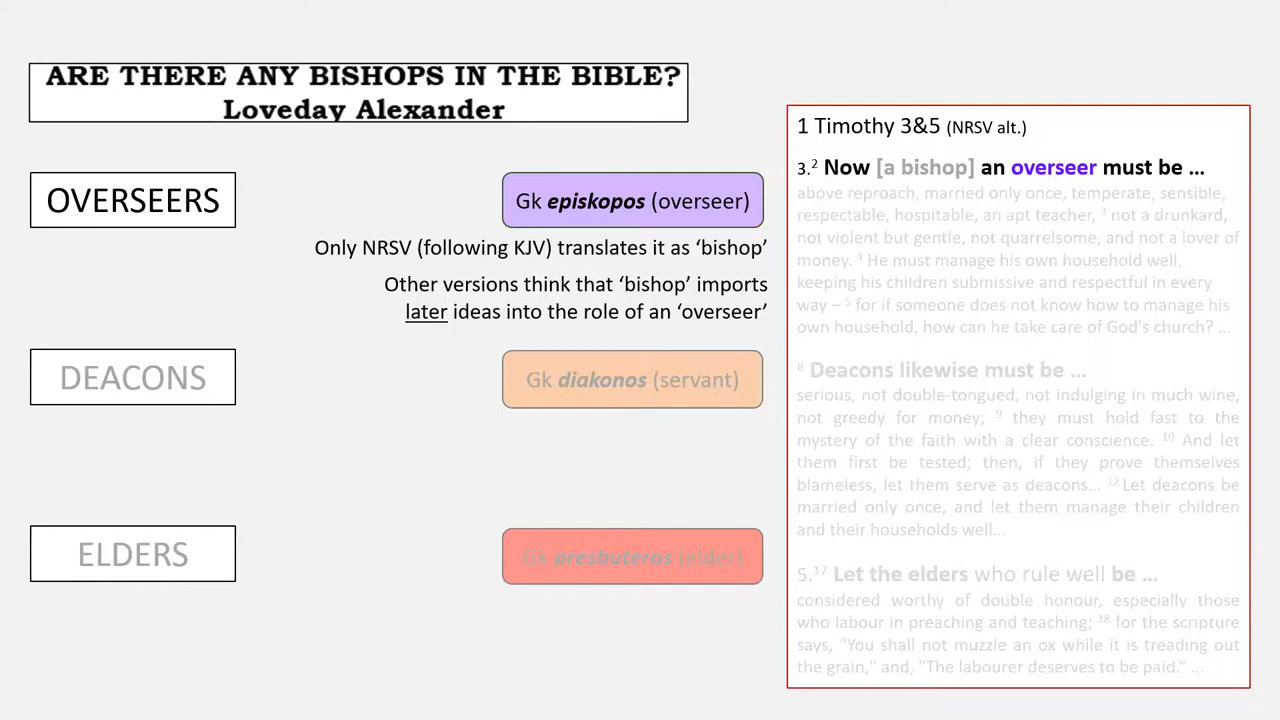 ARE THERE ANY BISHOPS IN THE BIBLE?
Loveday Alexander
OVERSEERS
Gk episkopos (overseer)
Only NRSV (following KJV) translates it as ‘bishop’
Other versions think that ‘bishop’ imports
later ideas into the role of an ‘overseer’
DEACONS
Gk diakonos (servant)
ELDERS
Gk presbuteros (elder)
1 Timothy 3&5 (NRSV alt.)
3.² Now [a bishop] an overseer must be ...
above reproach, married only once, temperate, sensible,
respectable, hospitable, an apt teacher, ³ not a drunkard,
not violent but gentle, not quarrelsome, and not a lover of
money. ⁴ He must manage his own household well,
keeping his children submissive and respectful in every
way – ⁵ for if someone does not know how to manage his
own household, how can he take care of God's church? ...
⁸ Deacons likewise must be ...
serious, not double-tongued, not indulging in much wine,
not greedy for money; ⁹ they must hold fast to the
mystery of the faith with a clear conscience. ¹⁰ And let
them first be tested; then, if they prove themselves
blameless, let them serve as deacons... ¹² Let deacons be
married only once, and let them manage their children
and their households well...
5.¹⁷ Let the elders who rule well be ...
considered worthy of double honour, especially those
who labour in preaching and teaching; ¹⁸ for the scripture
says, "You shall not muzzle an ox while it is treading out
the grain," and, "The labourer deserves to be paid." ...